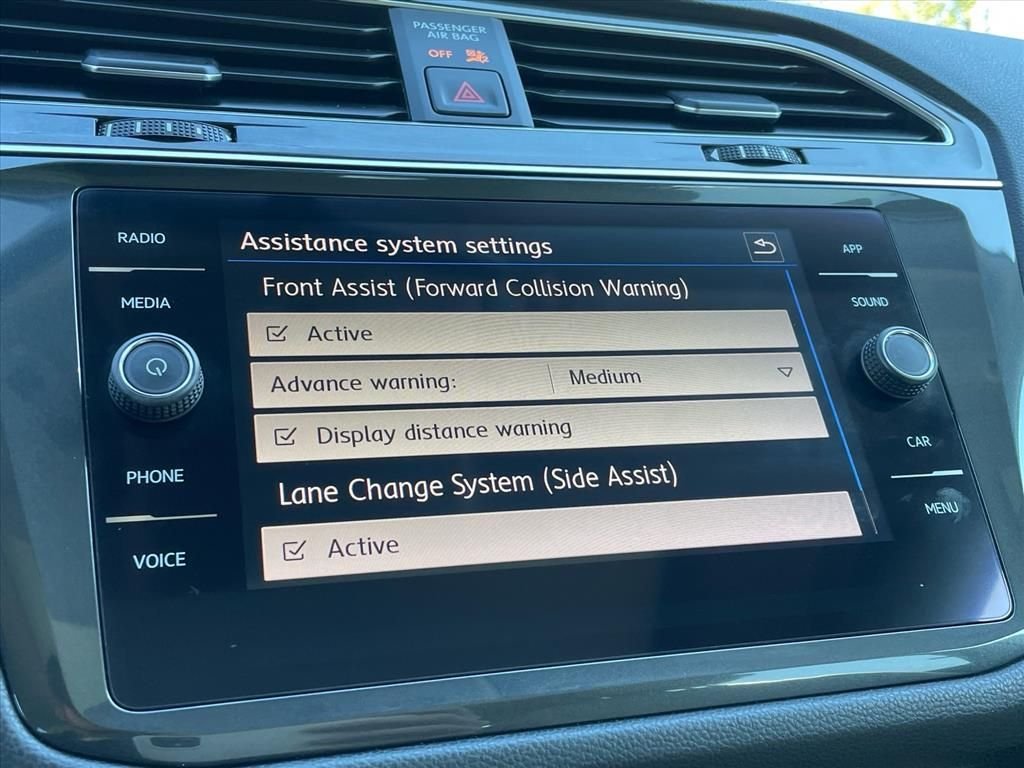 PASSENGER
AIR BAG
OFF
RADIO
MEDIA
PHONE
VOICE
Assistance system settings
Front Assist (Forward Collision Warning)
Active
Advance warning: Medium
Display distance warning
Lane Change System (Side Assist)
Active
APP
SOUND
CAR
MENU